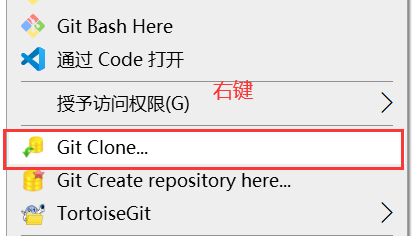 Git Bash Here
通过 Code 打开
右键
授予访问权限(G)
Git Clone...
Git Create repository here...
TortoiseGit